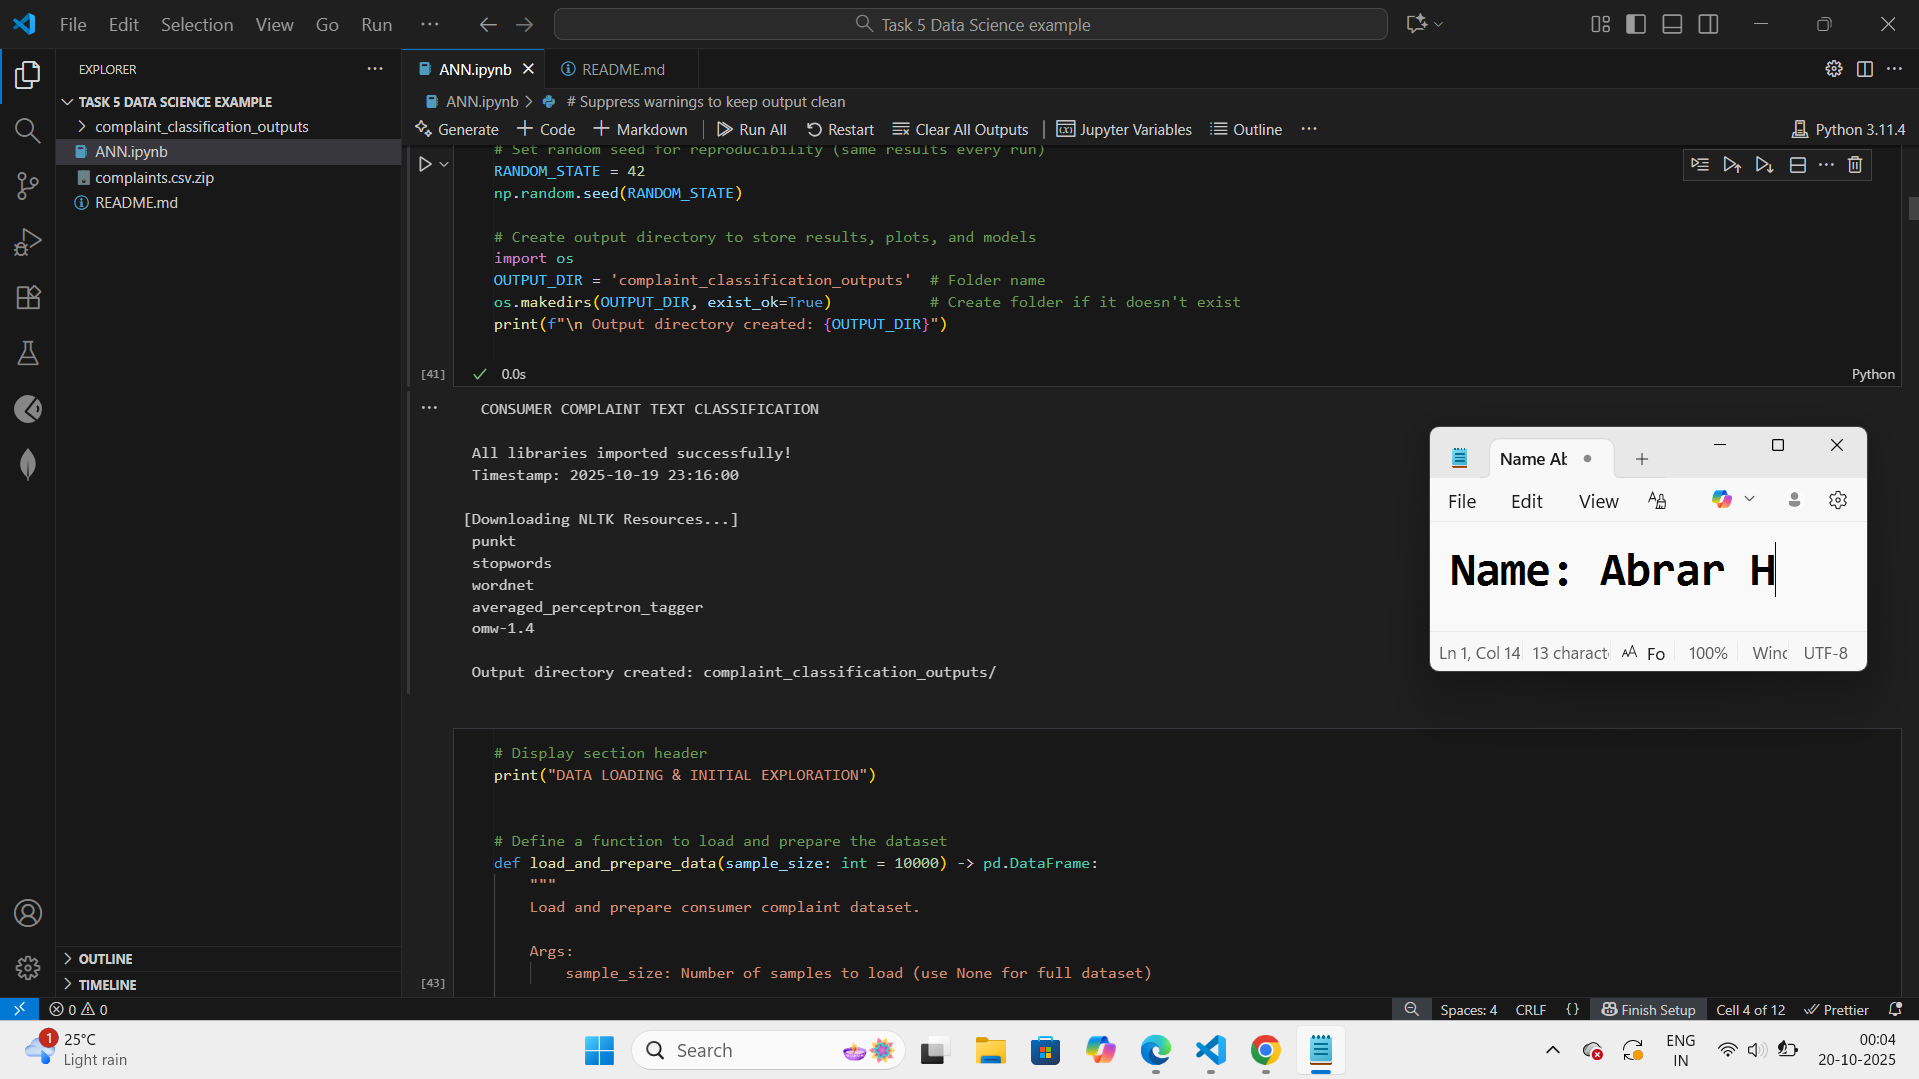 File Edit Selection View Go Run ··· Task 5 Data Science example
EXPLORER ···
TASK 5 DATA SCIENCE EXAMPLE
complaint_classification_outputs
ANN.ipynb
complaints.csv.zip
README.md
OUTLINE
TIMELINE
ANN.ipynb README.md
ANN.ipynb > # Suppress warnings to keep output clean
Generate + Code + Markdown Run All Restart Clear All Outputs Jupyter Variables Outline ··· Python 3.11.4
# Set random seed for reproducibility (same results every run)
RANDOM_STATE = 42
np.random.seed(RANDOM_STATE)
# Create output directory to store results, plots, and models
import os
OUTPUT_DIR = 'complaint_classification_outputs'  # Folder name
os.makedirs(OUTPUT_DIR, exist_ok=True)           # Create folder if it doesn't exist
print(f"\n Output directory created: {OUTPUT_DIR}")
[41] 0.0s Python
CONSUMER COMPLAINT TEXT CLASSIFICATION
All libraries imported successfully!
Timestamp: 2025-10-19 23:16:00
[Downloading NLTK Resources...]
punkt
stopwords
wordnet
averaged_perceptron_tagger
omw-1.4
Output directory created: complaint_classification_outputs/
# Display section header
print("DATA LOADING & INITIAL EXPLORATION")
# Define a function to load and prepare the dataset
def load_and_prepare_data(sample_size: int = 10000) -> pd.DataFrame:
"""
Load and prepare consumer complaint dataset.
Args:
sample_size: Number of samples to load (use None for full dataset)
[43]
Name Ab
File Edit View
Name: Abrar H
Ln 1, Col 14 13 charact Fo 100% Winc UTF-8
0 0 Spaces: 4 CRLF {} Finish Setup Cell 4 of 12 Prettier
1 25°C
Light rain
Search
ENG
IN
00:04
20-10-2025